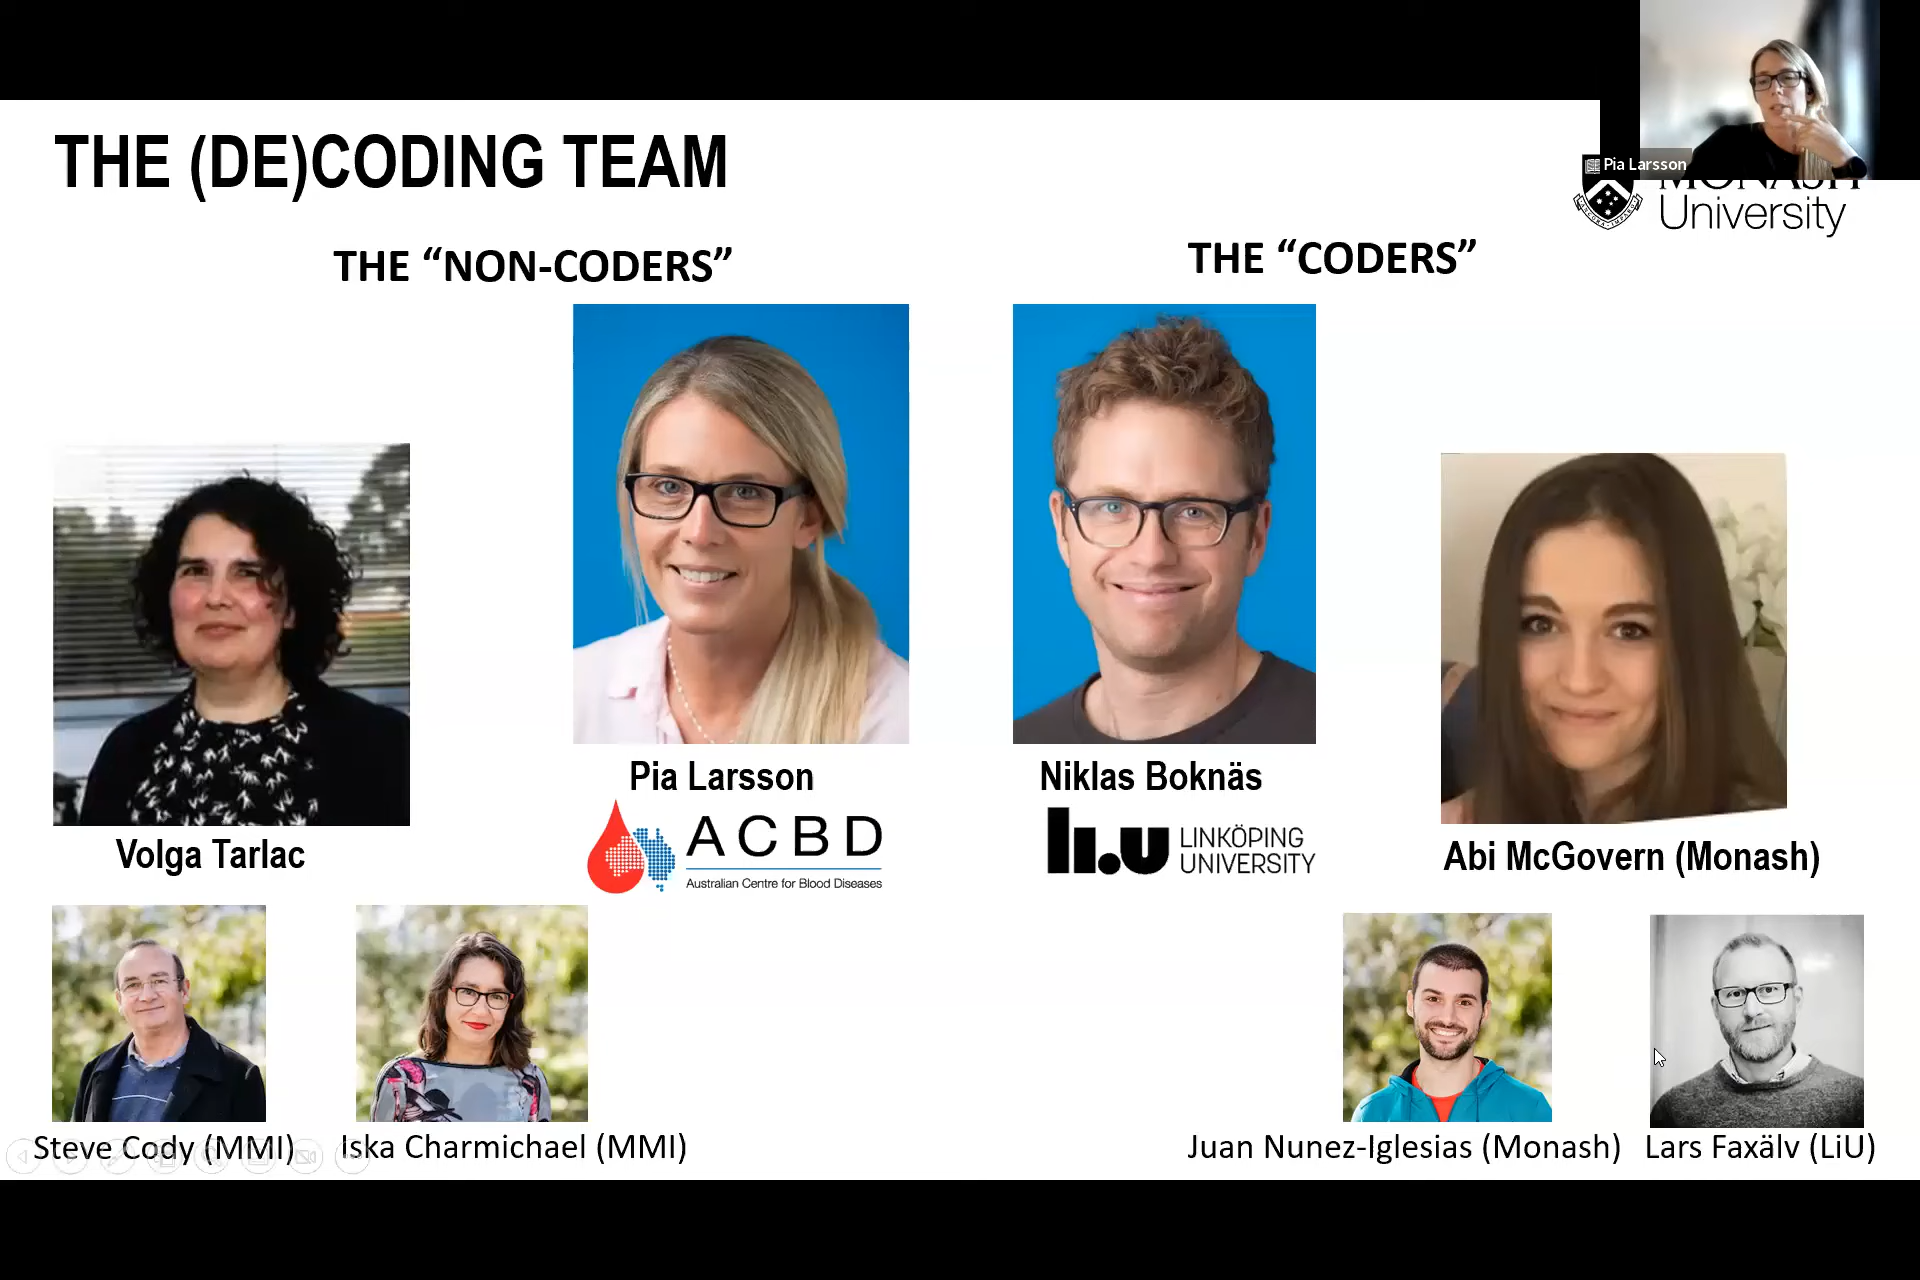 Pia Larsson
THE (DE)CODING TEAM
MONASH
University
THE “NON-CODERS”
THE “CODERS”
Pia Larsson
Niklas Boknäs
ACBD
Australian Centre for Blood Diseases
LiU
LINKÖPING
UNIVERSITY
Volga Tarlac
Abi McGovern (Monash)
Steve Cody (MMI)
Iska Charmichael (MMI)
Juan Nunez-Iglesias (Monash)
Lars Faxälv (LiU)